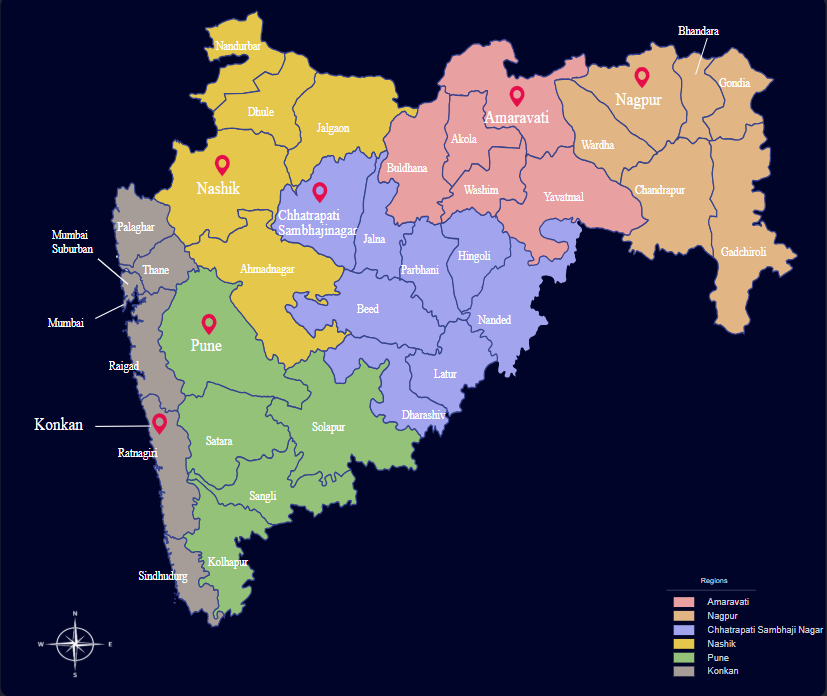 Bhandara
Nandurbar
Gondia
Nagpur
Dhule
Amaravati
Jalgaon
Akola
Wardha
Buldhana
Nashik
Washim
Chandrapur
Yavatmal
Chhatrapati
Sambhajinagar
Palaghar
Mumbai
Suburban
Jalna
Gadchiroli
Hingoli
Thane
Ahmadnagar
Parbhani
Beed
Mumbai
Nanded
Pune
Raigad
Latur
Dharashiv
Konkan
Solapur
Satara
Ratnagiri
Sangli
Kolhapur
Sindhudurg
Regions
Amaravati
Nagpur
Chhatrapati Sambhaji Nagar
Nashik
Pune
Konkan
N
W E
S